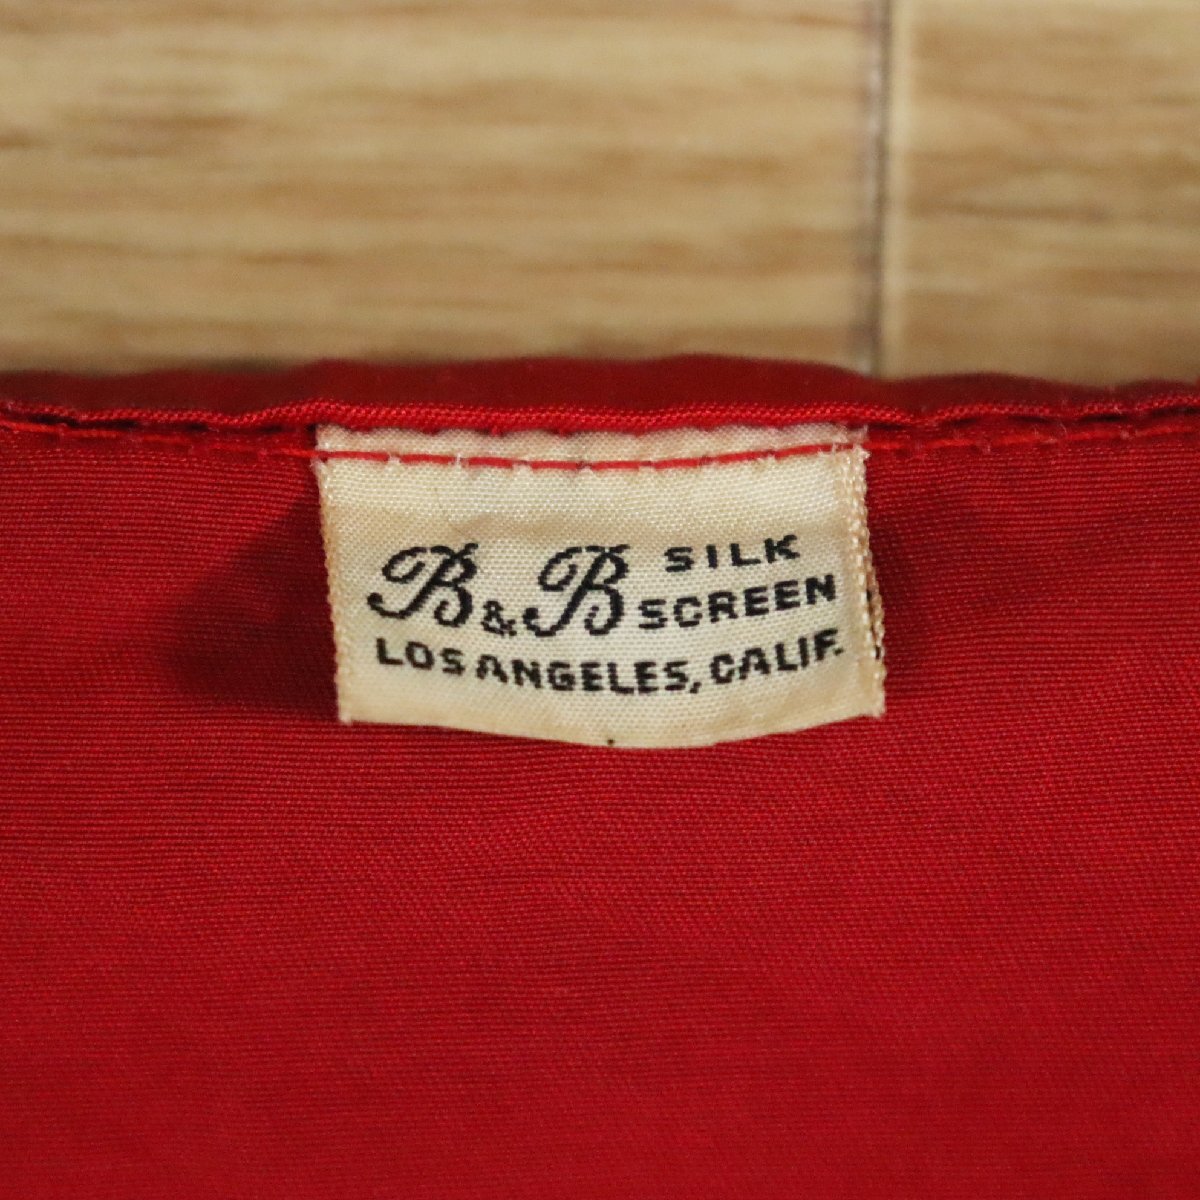 B & B SILK SCREEN
LOS ANGELES, CALIF.